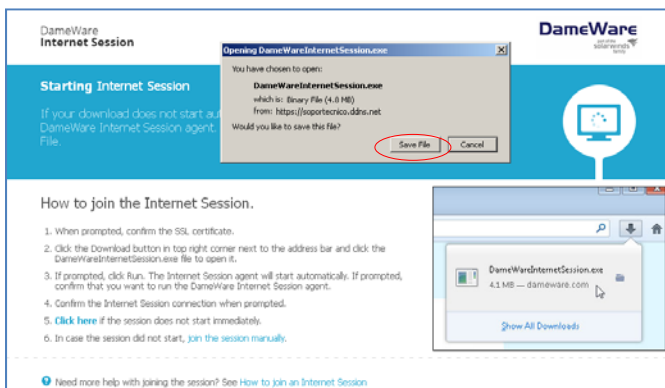 DameWare
Internet Session
DameWare
part of the
solarwinds
family
Opening DameWareInternetSession.exe
You have chosen to open:
DameWareInternetSession.exe
which is: Binary File (4.0 MB)
from: https://soportecnico.ddns.net
Would you like to save this file?
Save File
Cancel
Starting Internet Session
If your download does not start au
DameWare Internet Session agent.
File.
How to join the Internet Session.
1. When prompted, confirm the SSL certificate.
2. Click the Download button in top right corner next to the address bar and click the
DameWareInternetSession.exe file to open it.
3. If prompted, click Run. The Internet Session agent will start automatically. If prompted,
confirm that you want to run the DameWare Internet Session agent.
4. Confirm the Internet Session connection when prompted.
5. Click here if the session does not start immediately.
6. In case the session did not start, join the session manually.
DameWareInternetSession.exe
4.1 MB — dameware.com
Show All Downloads
Need more help with joining the session? See How to join an Internet Session